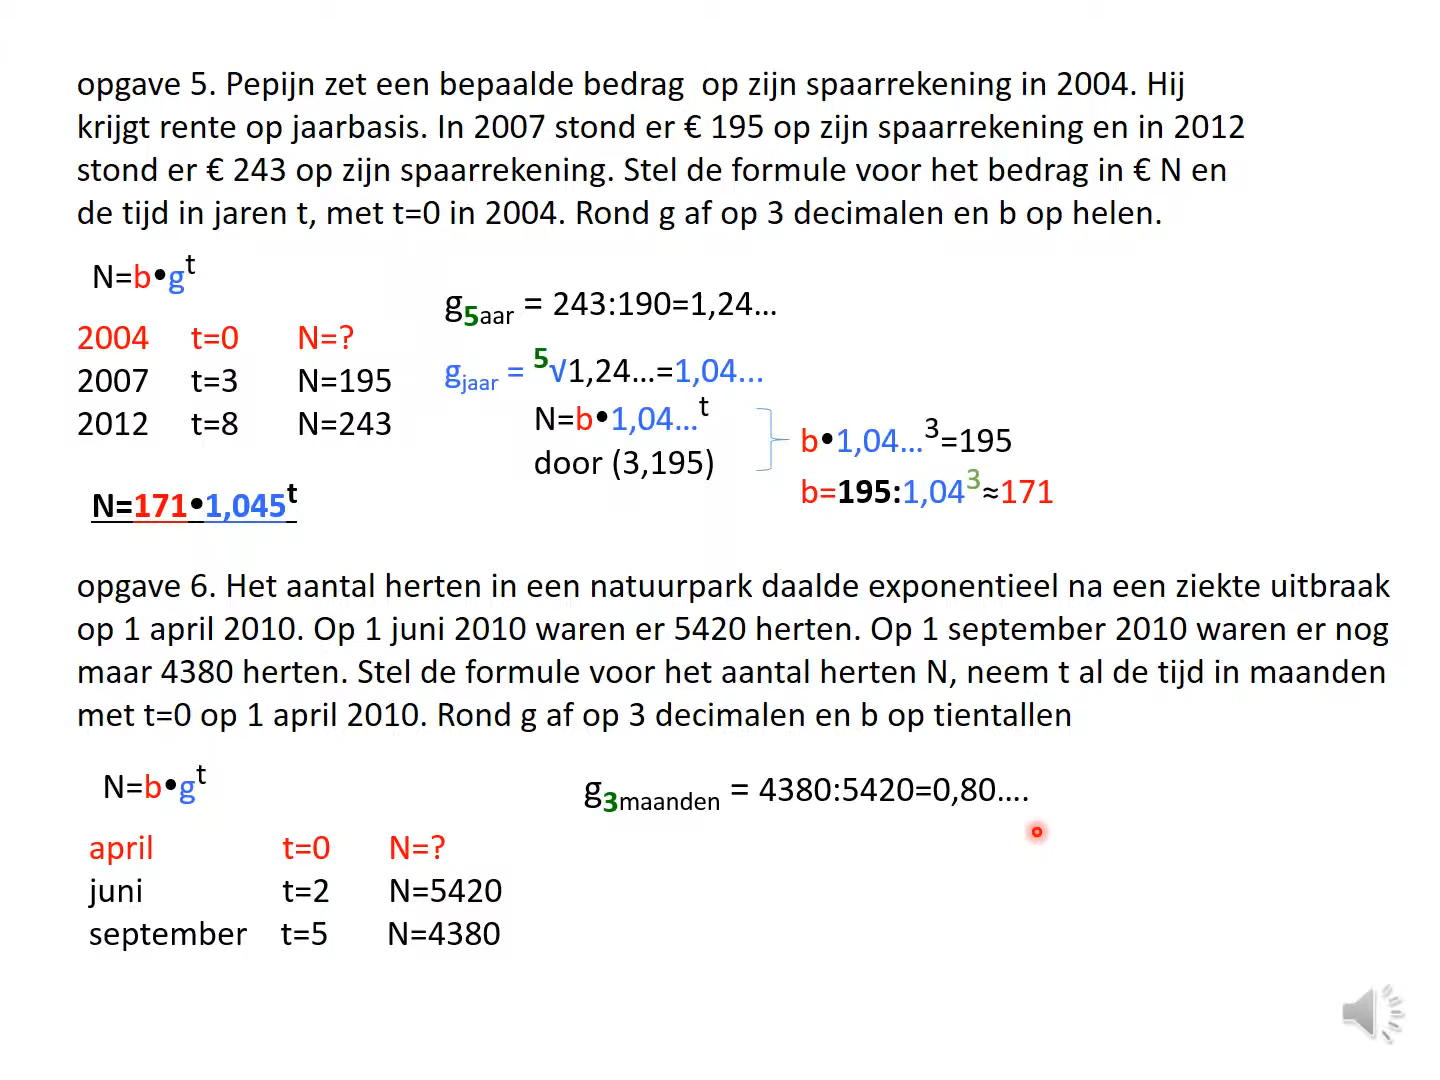 opgave 5. Pepijn zet een bepaalde bedrag  op zijn spaarrekening in 2004. Hij
krijgt rente op jaarbasis. In 2007 stond er € 195 op zijn spaarrekening en in 2012
stond er € 243 op zijn spaarrekening. Stel de formule voor het bedrag in € N en
de tijd in jaren t, met t=0 in 2004. Rond g af op 3 decimalen en b op helen.
N=b•g^t
2004 t=0 N=?
2007 t=3 N=195
2012 t=8 N=243
N=171•1,045^t
g5aar = 243:190=1,24...
gjaar = 5√1,24...=1,04...
N=b•1,04...^t
door (3,195)
b•1,04...^3=195
b=195:1,04^3≈171
opgave 6. Het aantal herten in een natuurpark daalde exponentieel na een ziekte uitbraak
op 1 april 2010. Op 1 juni 2010 waren er 5420 herten. Op 1 september 2010 waren er nog
maar 4380 herten. Stel de formule voor het aantal herten N, neem t al de tijd in maanden
met t=0 op 1 april 2010. Rond g af op 3 decimalen en b op tientallen
N=b•g^t
april t=0 N=?
juni t=2 N=5420
september t=5 N=4380
g3maanden = 4380:5420=0,80....